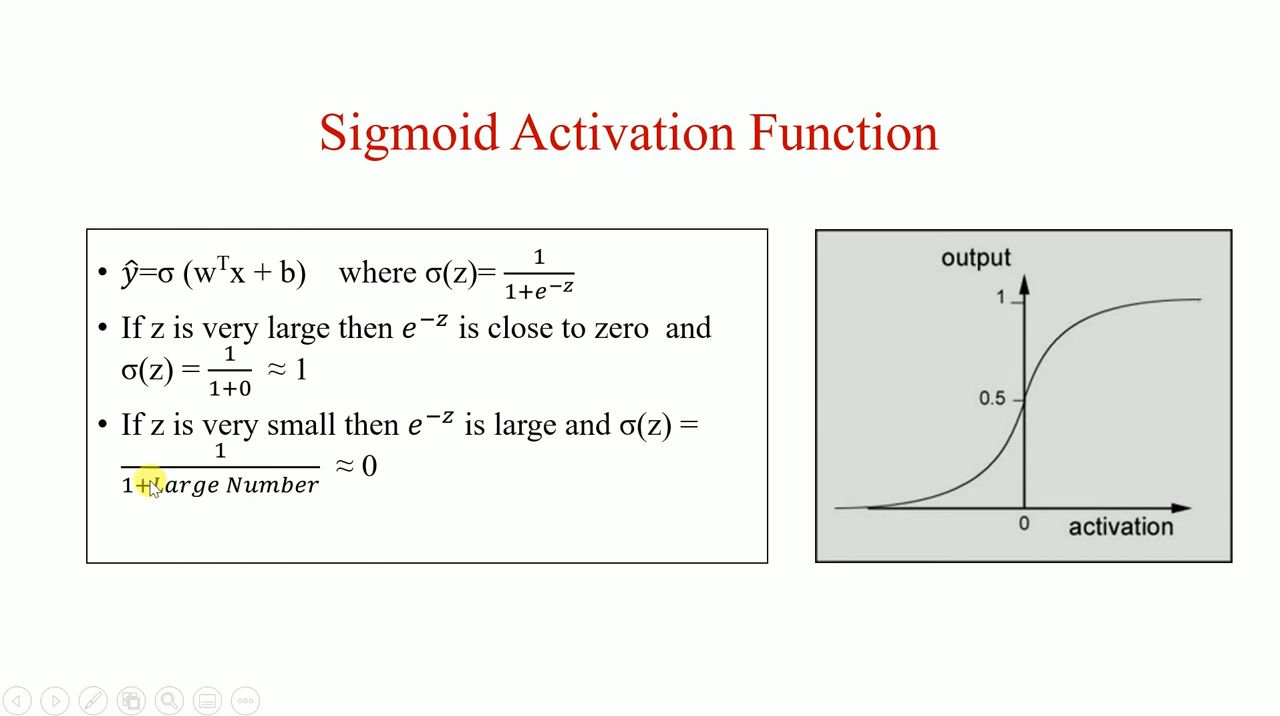 Sigmoid Activation Function
• ŷ=σ (wᵀx + b) where σ(z)= 1/(1+e⁻ᶻ)
• If z is very large then e⁻ᶻ is close to zero and
σ(z) = 1/(1+0) ≈ 1
• If z is very small then e⁻ᶻ is large and σ(z) =
1/(1+Large Number) ≈ 0
output
1
0.5
0
activation